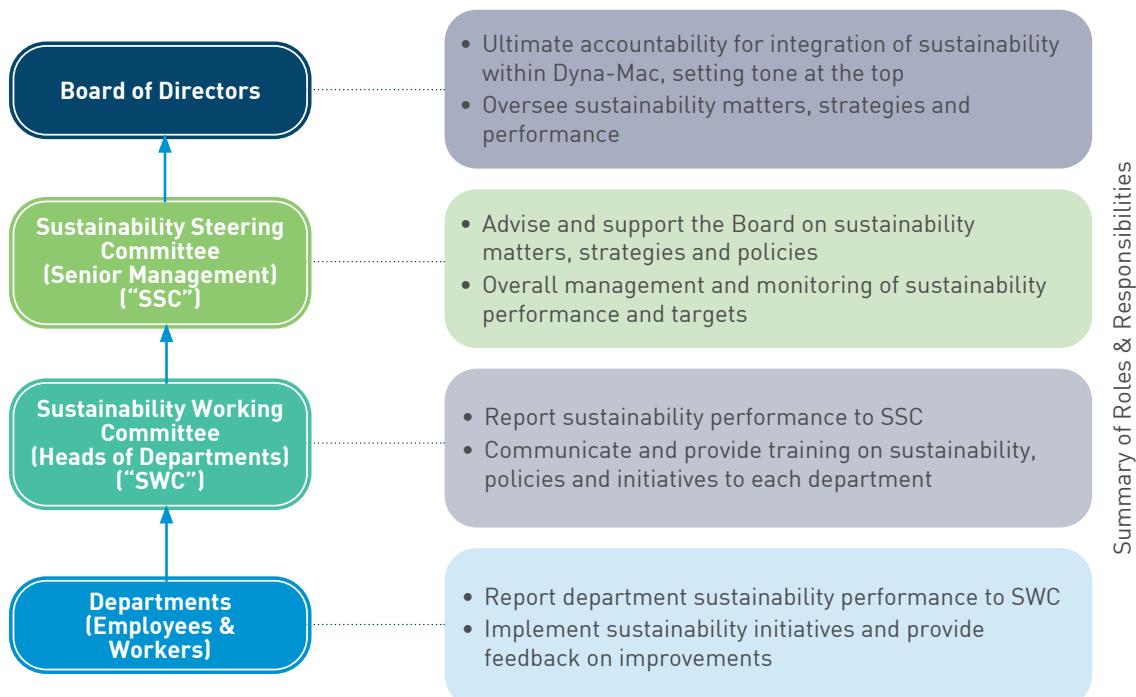 Board of Directors
• Ultimate accountability for integration of sustainability
within Dyna-Mac, setting tone at the top
• Oversee sustainability matters, strategies and
performance
Sustainability Steering
Committee
(Senior Management)
(“SSC”)
• Advise and support the Board on sustainability
matters, strategies and policies
• Overall management and monitoring of sustainability
performance and targets
Sustainability Working
Committee
(Heads of Departments)
(“SWC”)
• Report sustainability performance to SSC
• Communicate and provide training on sustainability,
policies and initiatives to each department
Departments
(Employees &
Workers)
• Report department sustainability performance to SWC
• Implement sustainability initiatives and provide
feedback on improvements
Summary of Roles & Responsibilities